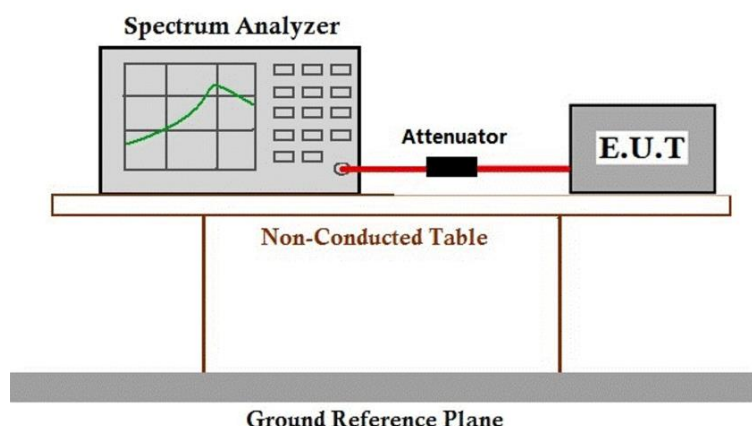 Spectrum Analyzer
Attenuator
E.U.T
Non-Conducted Table
Ground Reference Plane